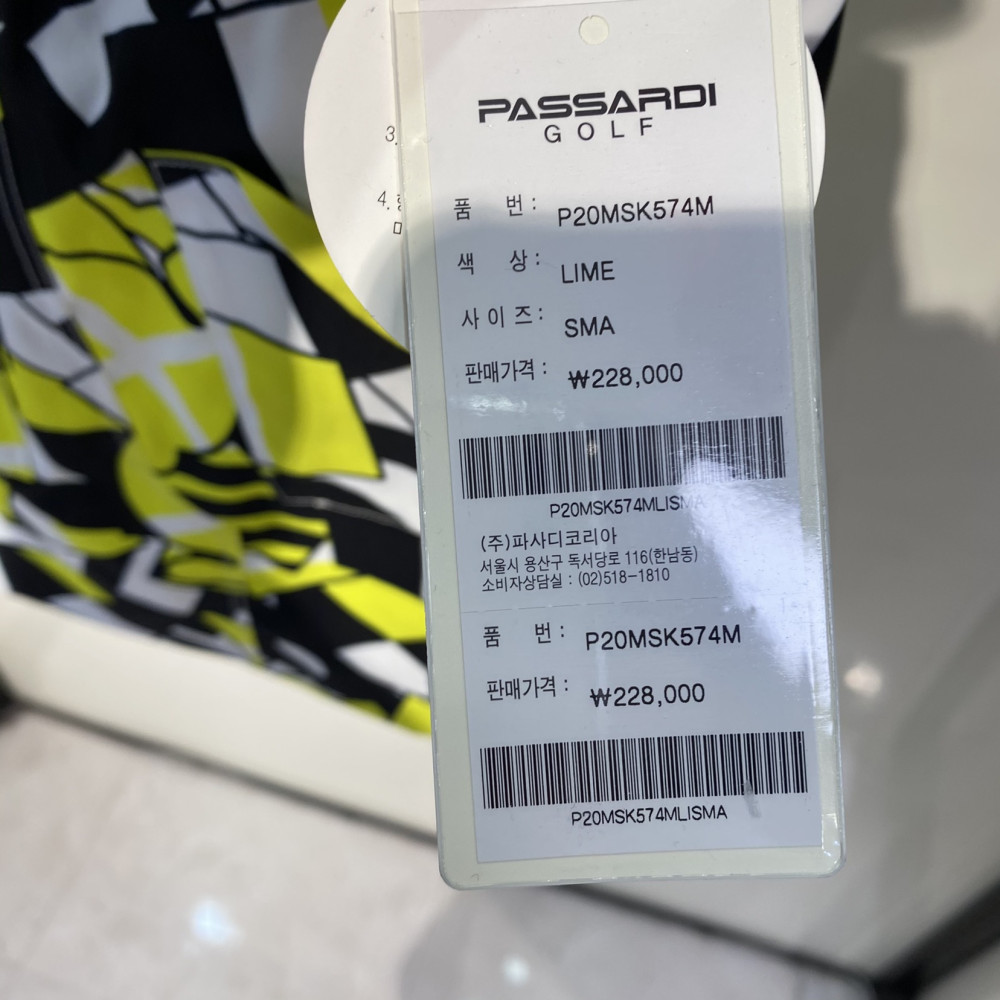 PASSARDI
GOLF
3.
4.
품 번 : P20MSK574M
색 상 : LIME
사 이 즈 : SMA
판매가격 : ₩228,000
P20MSK574MLISMA
(주)파사디코리아
서울시 용산구 독서당로 116(한남동)
소비자상담실 : (02)518-1810
품 번 : P20MSK574M
판매가격 : ₩228,000
P20MSK574MLISMA